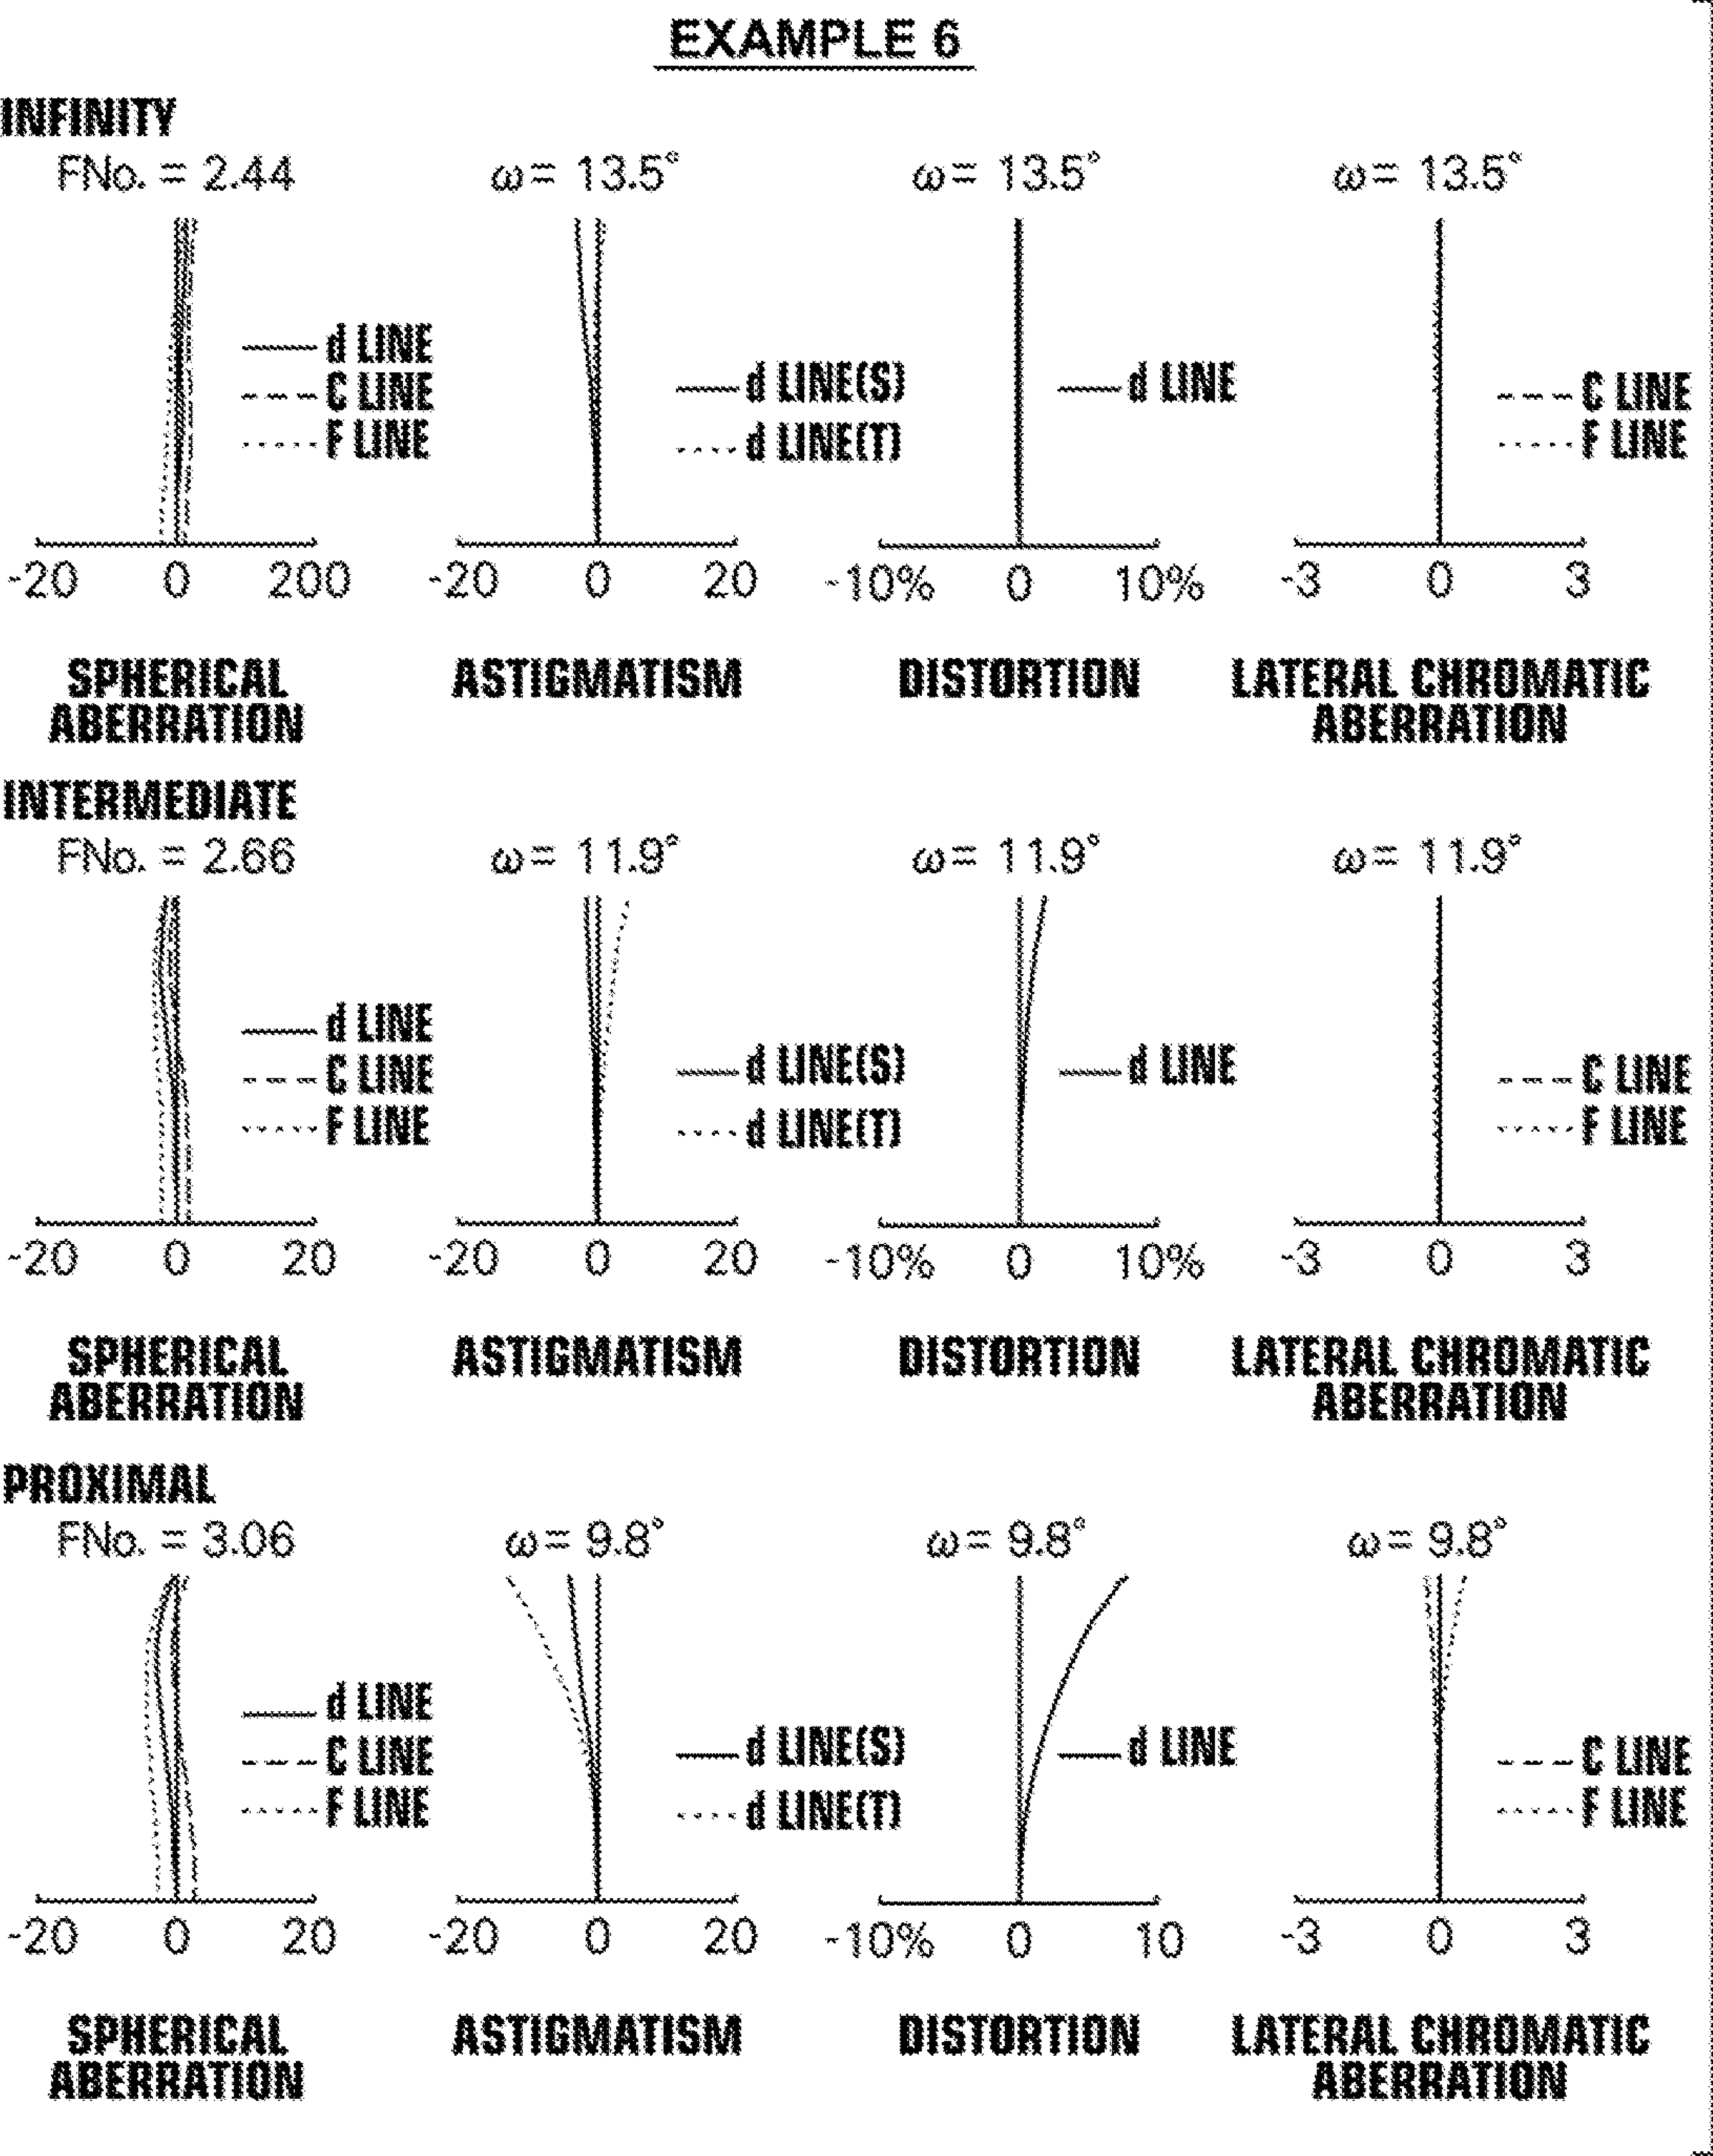 EXAMPLE 6
INFINITY
FNo. = 2.44
ω = 13.5°
ω = 13.5°
ω = 13.5°
d LINE
C LINE
F LINE
d LINE(S)
d LINE(T)
d LINE
C LINE
F LINE
-20 0 200
-20 0 20
-10% 0 10%
-3 0 3
SPHERICAL
ABERRATION
ASTIGMATISM
DISTORTION
LATERAL CHROMATIC
ABERRATION
INTERMEDIATE
FNo. = 2.66
ω = 11.9°
ω = 11.9°
ω = 11.9°
d LINE
C LINE
F LINE
d LINE(S)
d LINE(T)
d LINE
C LINE
F LINE
-20 0 20
-20 0 20
-10% 0 10%
-3 0 3
SPHERICAL
ABERRATION
ASTIGMATISM
DISTORTION
LATERAL CHROMATIC
ABERRATION
PROXIMAL
FNo. = 3.06
ω = 9.8°
ω = 9.8°
ω = 9.8°
d LINE
C LINE
F LINE
d LINE(S)
d LINE(T)
d LINE
C LINE
F LINE
-20 0 20
-20 0 20
-10% 0 10
-3 0 3
SPHERICAL
ABERRATION
ASTIGMATISM
DISTORTION
LATERAL CHROMATIC
ABERRATION